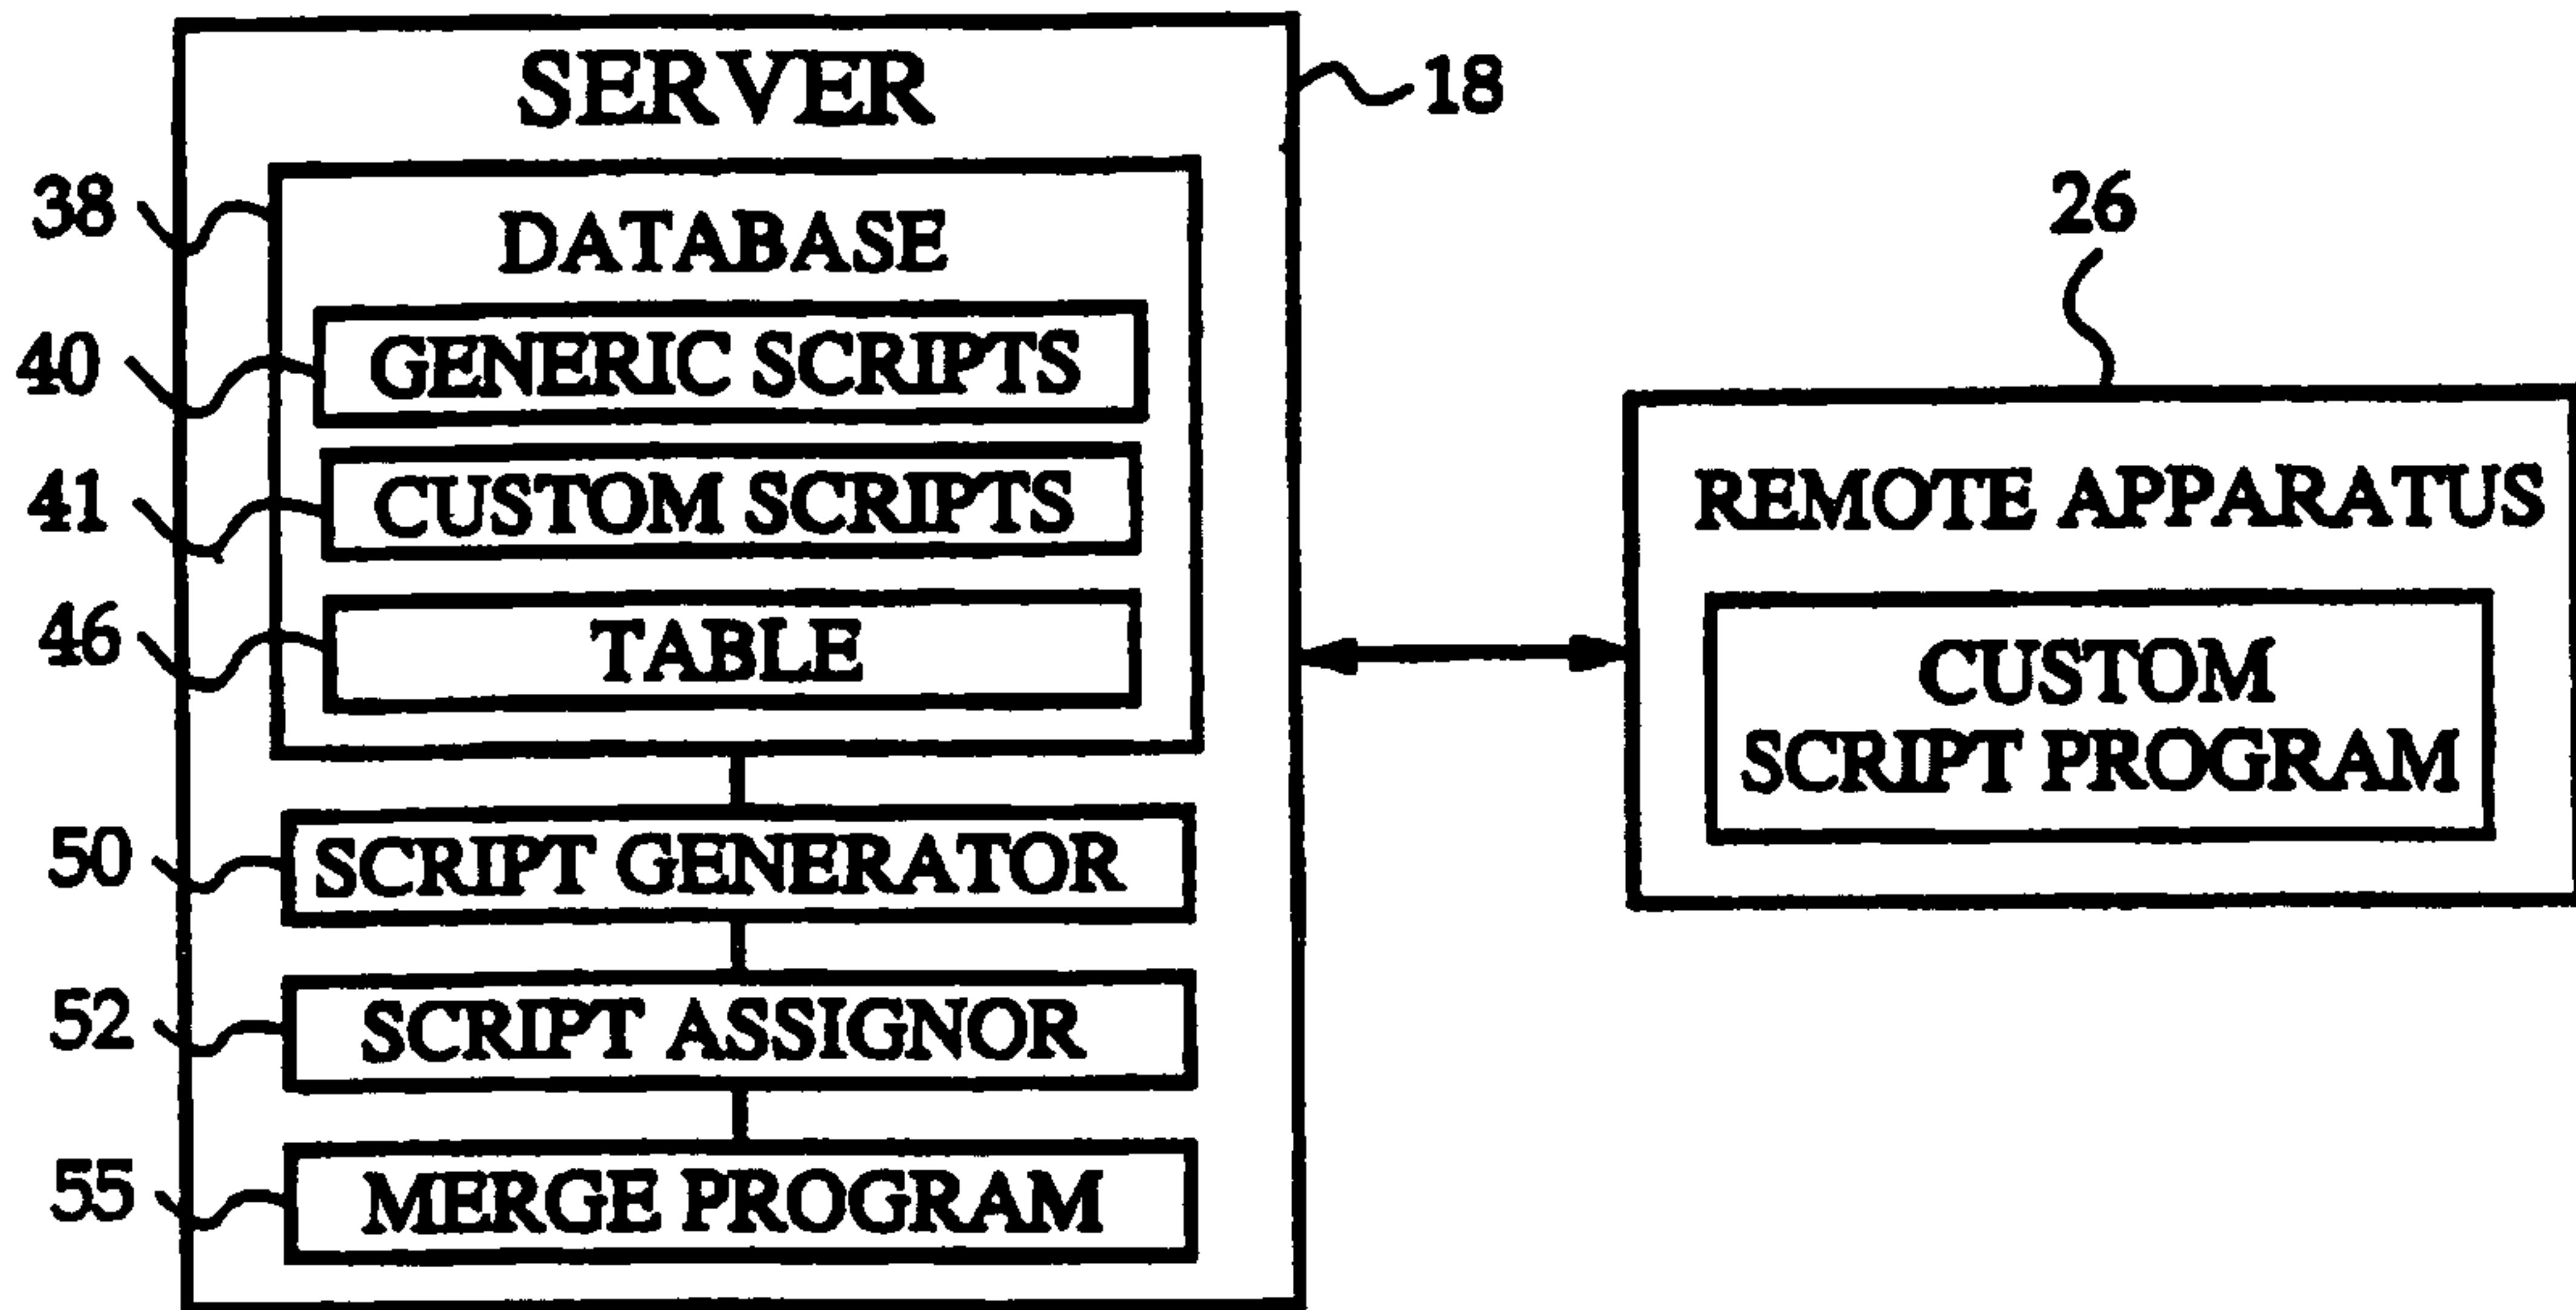 SERVER
18
38
DATABASE
40
GENERIC SCRIPTS
41
CUSTOM SCRIPTS
46
TABLE
50
SCRIPT GENERATOR
52
SCRIPT ASSIGNOR
55
MERGE PROGRAM
26
REMOTE APPARATUS
CUSTOM
SCRIPT PROGRAM